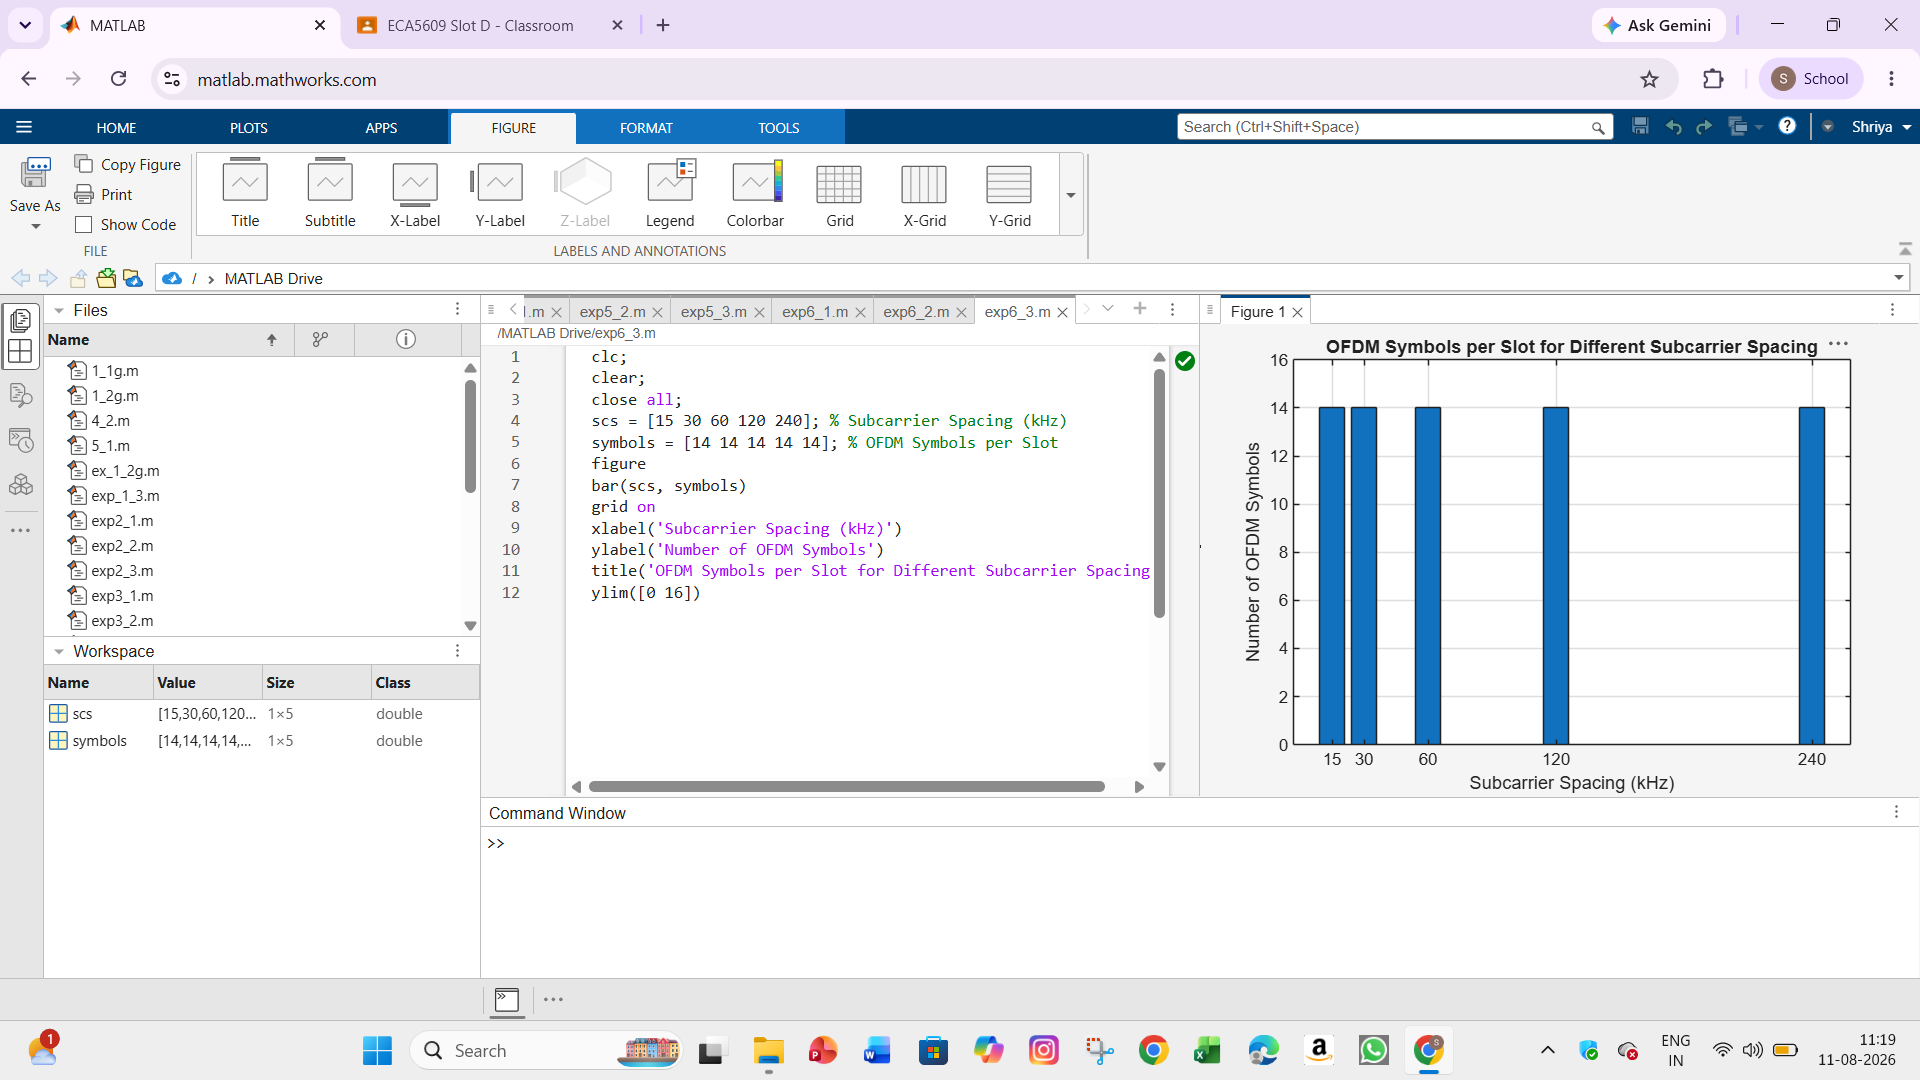 MATLAB
ECA5609 Slot D - Classroom
Ask Gemini
matlab.mathworks.com
S School
HOME PLOTS APPS FIGURE FORMAT TOOLS
Search (Ctrl+Shift+Space)
Shriya
Save As
Copy Figure
Print
Show Code
FILE
Title Subtitle X-Label Y-Label Z-Label Legend Colorbar Grid X-Grid Y-Grid
LABELS AND ANNOTATIONS
/ › MATLAB Drive
Files
Name
1_1g.m
1_2g.m
4_2.m
5_1.m
ex_1_2g.m
exp_1_3.m
exp2_1.m
exp2_2.m
exp2_3.m
exp3_1.m
exp3_2.m
Workspace
Name Value Size Class
scs [15,30,60,120... 1×5 double
symbols [14,14,14,14,... 1×5 double
.m exp5_2.m exp5_3.m exp6_1.m exp6_2.m exp6_3.m
/MATLAB Drive/exp6_3.m
1 clc;
2 clear;
3 close all;
4 scs = [15 30 60 120 240]; % Subcarrier Spacing (kHz)
5 symbols = [14 14 14 14 14]; % OFDM Symbols per Slot
6 figure
7 bar(scs, symbols)
8 grid on
9 xlabel('Subcarrier Spacing (kHz)')
10 ylabel('Number of OFDM Symbols')
11 title('OFDM Symbols per Slot for Different Subcarrier Spacing
12 ylim([0 16])
Figure 1
OFDM Symbols per Slot for Different Subcarrier Spacing
Number of OFDM Symbols
16
14
12
10
8
6
4
2
0
15 30 60 120 240
Subcarrier Spacing (kHz)
Command Window
>>
1
Search
ENG
IN
11:19
11-08-2026